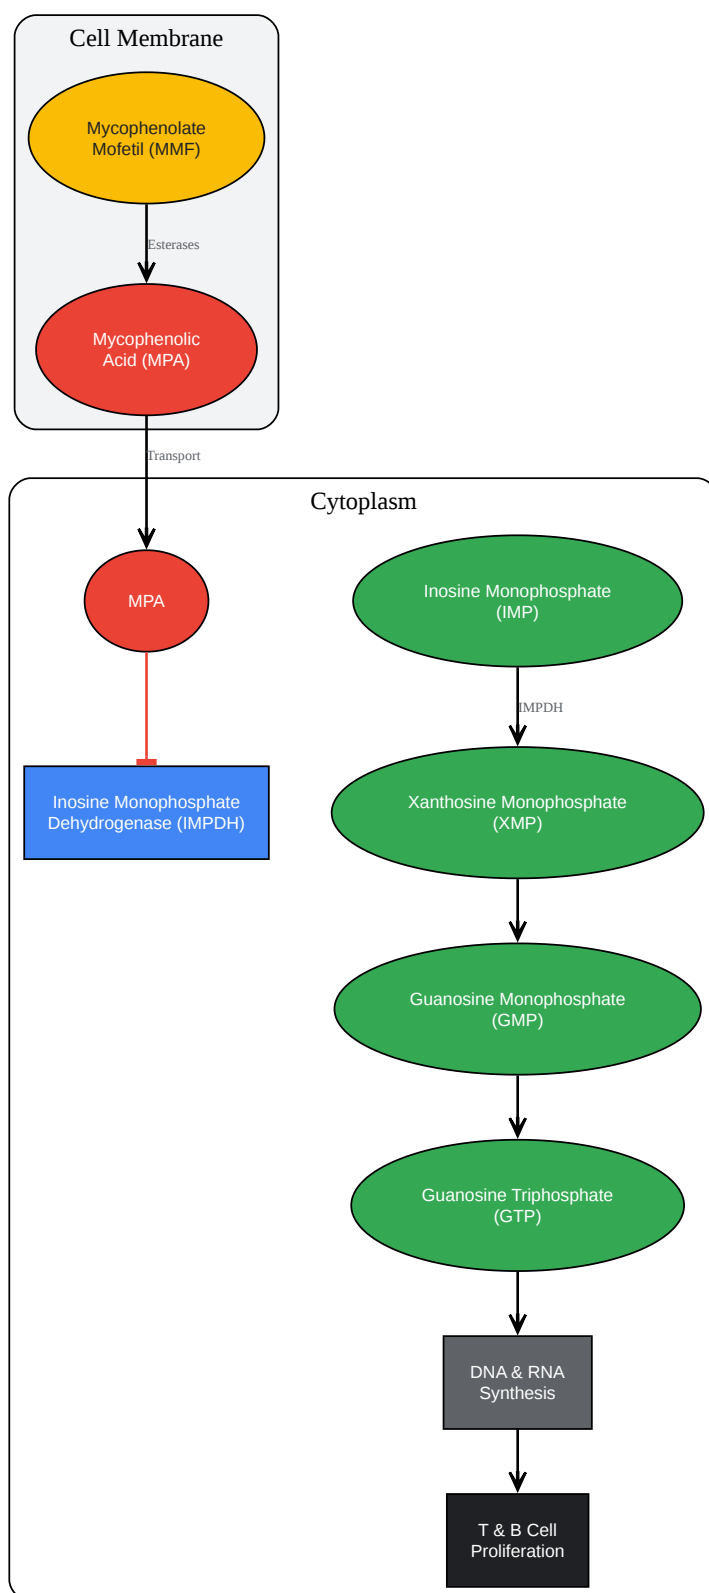 Cell Membrane
Mycophenolate
Mofetil (MMF)
Esterases
Mycophenolic
Acid (MPA)
Transport
Cytoplasm
MPA
Inosine Monophosphate
Dehydrogenase (IMPDH)
Inosine Monophosphate
(IMP)
IMPDH
Xanthosine Monophosphate
(XMP)
Guanosine Monophosphate
(GMP)
Guanosine Triphosphate
(GTP)
DNA & RNA
Synthesis
T & B Cell
Proliferation